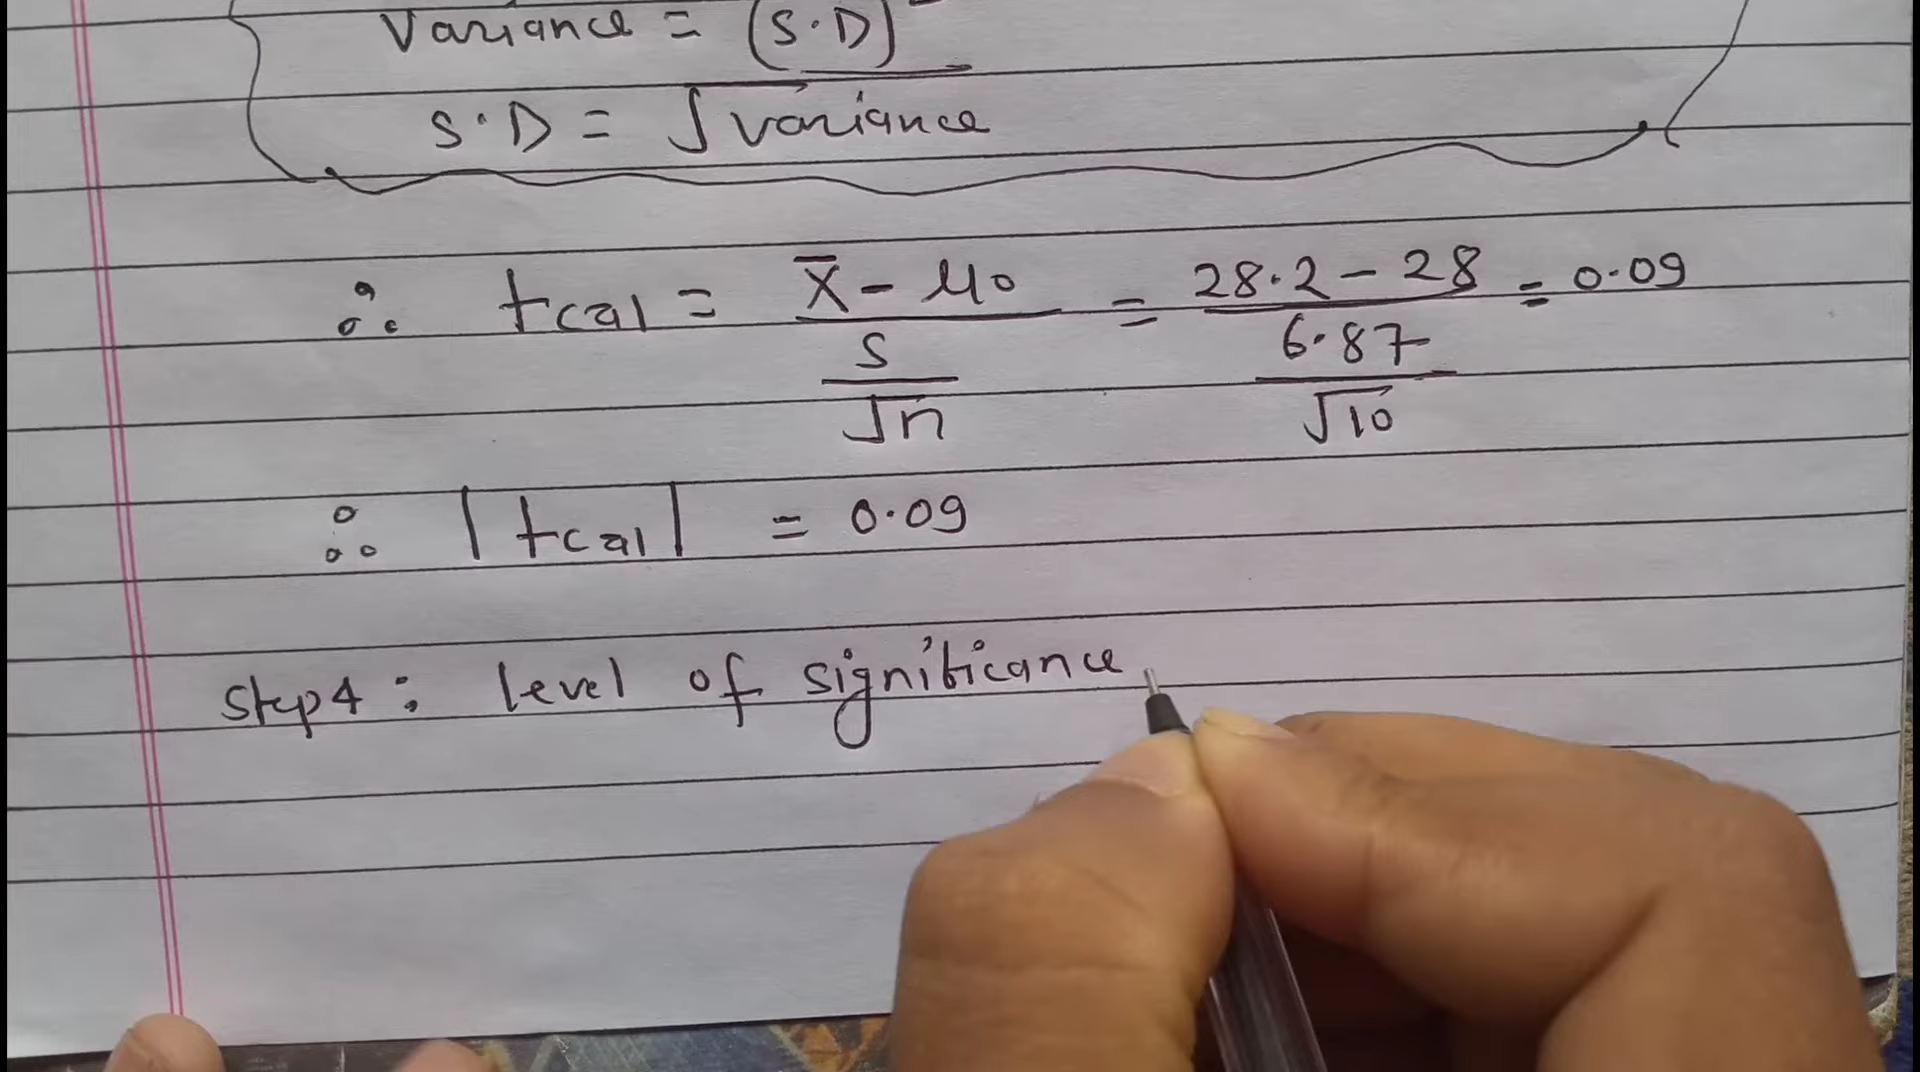 Variance = (S.D)²
S.D = √variance
∴ tcal = x̄ - μ₀ / s/√n = 28.2 - 28 / 6.87/√10 = 0.09
∴ |tcal| = 0.09
Step4 : level of significance